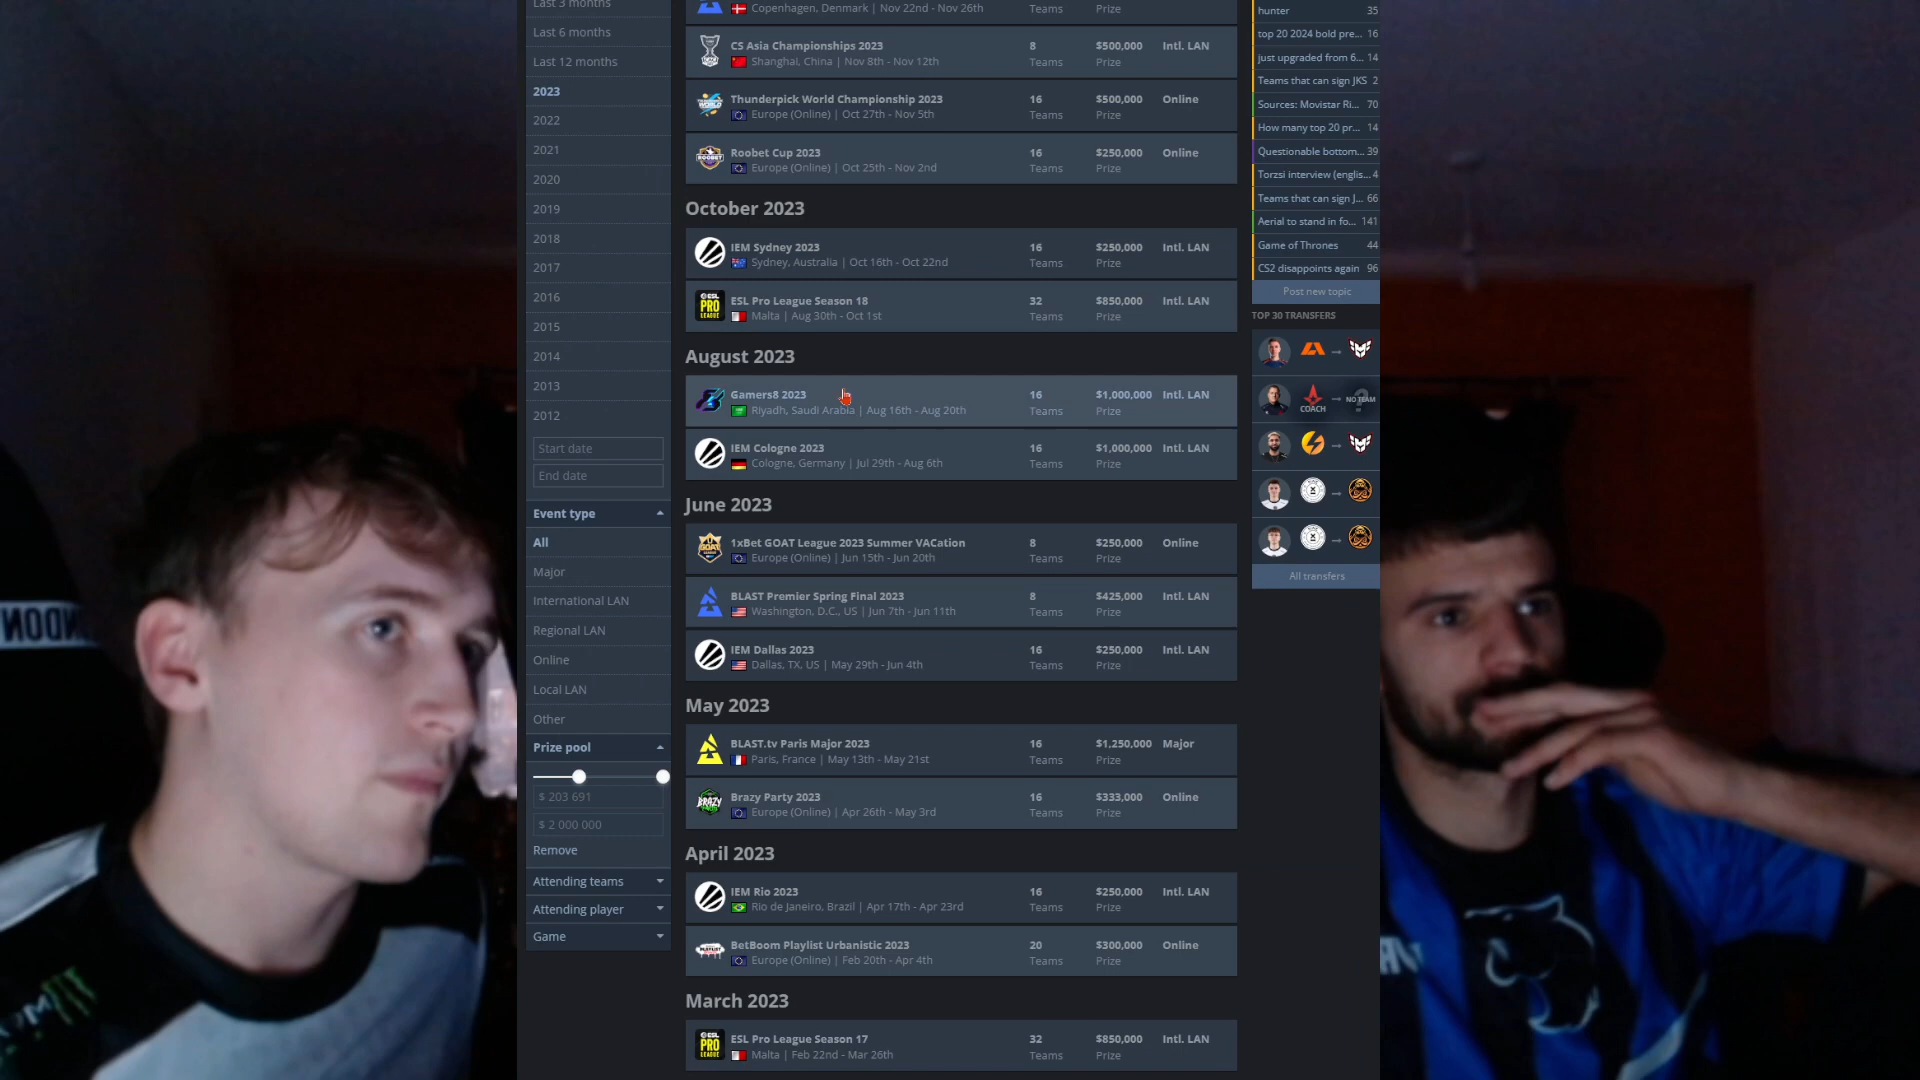 Last 3 months
Last 6 months
Last 12 months
2023
2022
2021
2020
2019
2018
2017
2016
2015
2014
2013
2012
Start date
End date
Event type
All
Major
International LAN
Regional LAN
Online
Local LAN
Other
Prize pool
$ 203 691
$ 2 000 000
Remove
Attending teams
Attending player
Game
Copenhagen, Denmark | Nov 22nd - Nov 26th
Teams
Prize
CS Asia Championships 2023
8
$500,000
Intl. LAN
Shanghai, China | Nov 8th - Nov 12th
Teams
Prize
Thunderpick World Championship 2023
16
$500,000
Online
Europe (Online) | Oct 27th - Nov 5th
Teams
Prize
Roobet Cup 2023
16
$250,000
Online
Europe (Online) | Oct 25th - Nov 2nd
Teams
Prize
October 2023
IEM Sydney 2023
16
$250,000
Intl. LAN
Sydney, Australia | Oct 16th - Oct 22nd
Teams
Prize
ESL Pro League Season 18
32
$850,000
Intl. LAN
Malta | Aug 30th - Oct 1st
Teams
Prize
August 2023
Gamers8 2023
16
$1,000,000
Intl. LAN
Riyadh, Saudi Arabia | Aug 16th - Aug 20th
Teams
Prize
IEM Cologne 2023
16
$1,000,000
Intl. LAN
Cologne, Germany | Jul 29th - Aug 6th
Teams
Prize
June 2023
1xBet GOAT League 2023 Summer VACation
8
$250,000
Online
Europe (Online) | Jun 15th - Jun 20th
Teams
Prize
BLAST Premier Spring Final 2023
8
$425,000
Intl. LAN
Washington, D.C., US | Jun 7th - Jun 11th
Teams
Prize
IEM Dallas 2023
16
$250,000
Intl. LAN
Dallas, TX, US | May 29th - Jun 4th
Teams
Prize
May 2023
BLAST.tv Paris Major 2023
16
$1,250,000
Major
Paris, France | May 13th - May 21st
Teams
Prize
Brazy Party 2023
16
$333,000
Online
Europe (Online) | Apr 26th - May 3rd
Teams
Prize
April 2023
IEM Rio 2023
16
$250,000
Intl. LAN
Rio de Janeiro, Brazil | Apr 17th - Apr 23rd
Teams
Prize
BetBoom Playlist Urbanistic 2023
20
$300,000
Online
Europe (Online) | Feb 20th - Apr 4th
Teams
Prize
March 2023
ESL Pro League Season 17
32
$850,000
Intl. LAN
Malta | Feb 22nd - Mar 26th
Teams
Prize
hunter 35
top 20 2024 bold pre... 16
just upgraded from 6... 14
Teams that can sign JKS 2
Sources: Movistar Ri... 70
How many top 20 pr... 14
Questionable bottom... 39
Torzsi interview (englis... 4
Teams that can sign J... 66
Aerial to stand in fo... 141
Game of Thrones 44
CS2 disappoints again 96
Post new topic
TOP 30 TRANSFERS
COACH
NO TEAM
All transfers